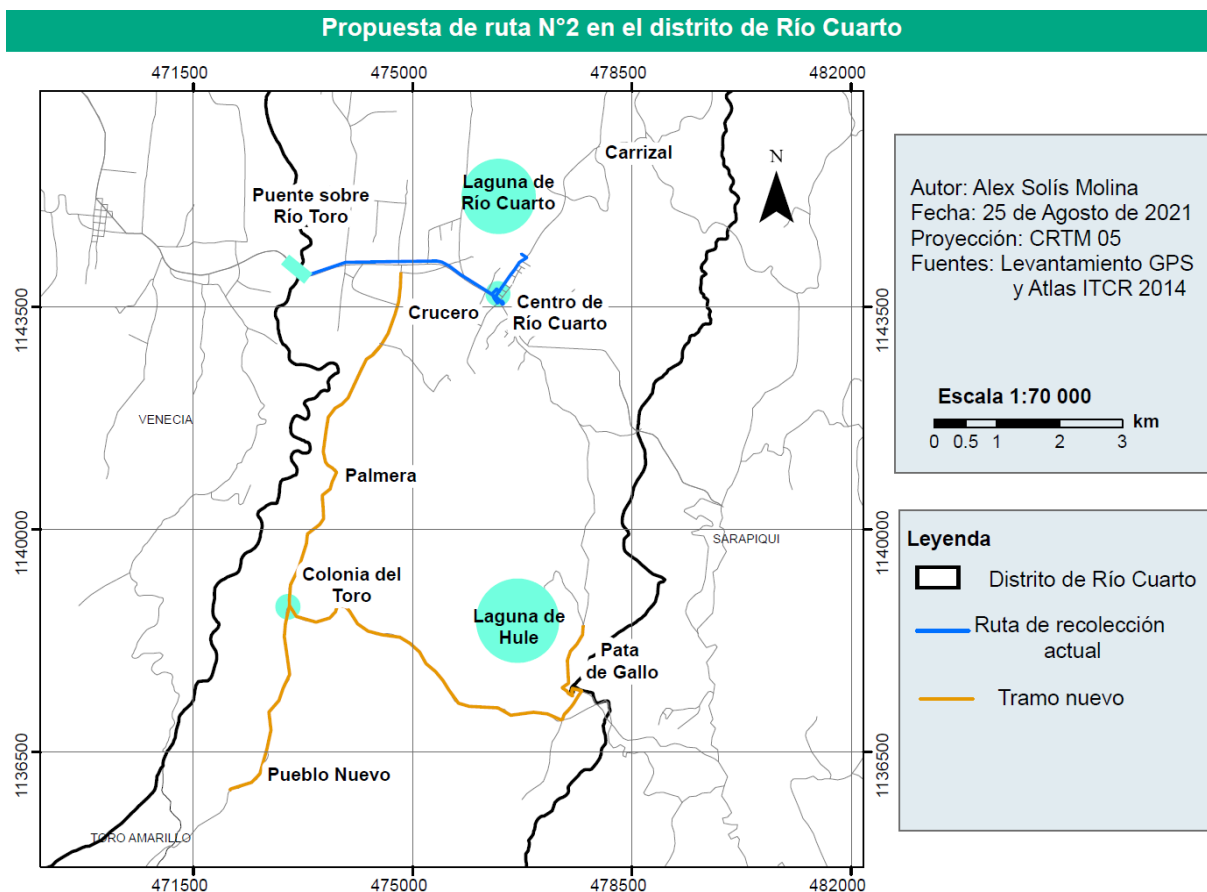 Propuesta de ruta N°2 en el distrito de Río Cuarto
471500
475000
478500
482000
Carrizal
N
Laguna de
Río Cuarto
Puente sobre
Río Toro
Autor: Alex Solís Molina
Fecha: 25 de Agosto de 2021
Proyección: CRTM 05
Fuentes: Levantamiento GPS
y Atlas ITCR 2014
1143500
Crucero
Centro de
Río Cuarto
1143500
Escala 1:70 000
km
0 0.5 1 2 3
VENECIA
Palmera
1140000
SARAPIQUI
1140000
Leyenda
Distrito de Río Cuarto
Ruta de recolección
actual
Tramo nuevo
Colonia del
Toro
Laguna de
Hule
Pata
de Gallo
1136500
Pueblo Nuevo
1136500
TORO AMARILLO
471500
475000
478500
482000